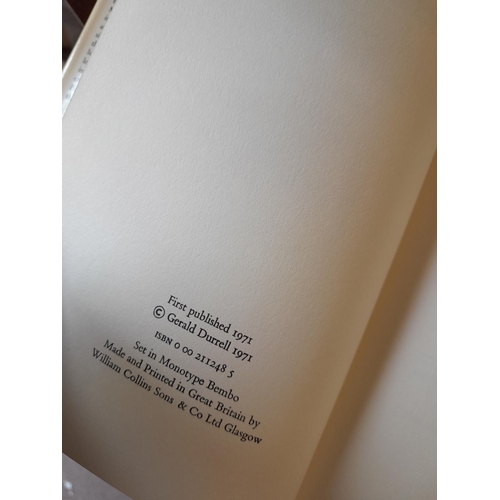 First published 1971
© Gerald Durrell 1971
ISBN 0 00 211248 5
Set in Monotype Bembo
Made and Printed in Great Britain by
William Collins Sons & Co Ltd Glasgow